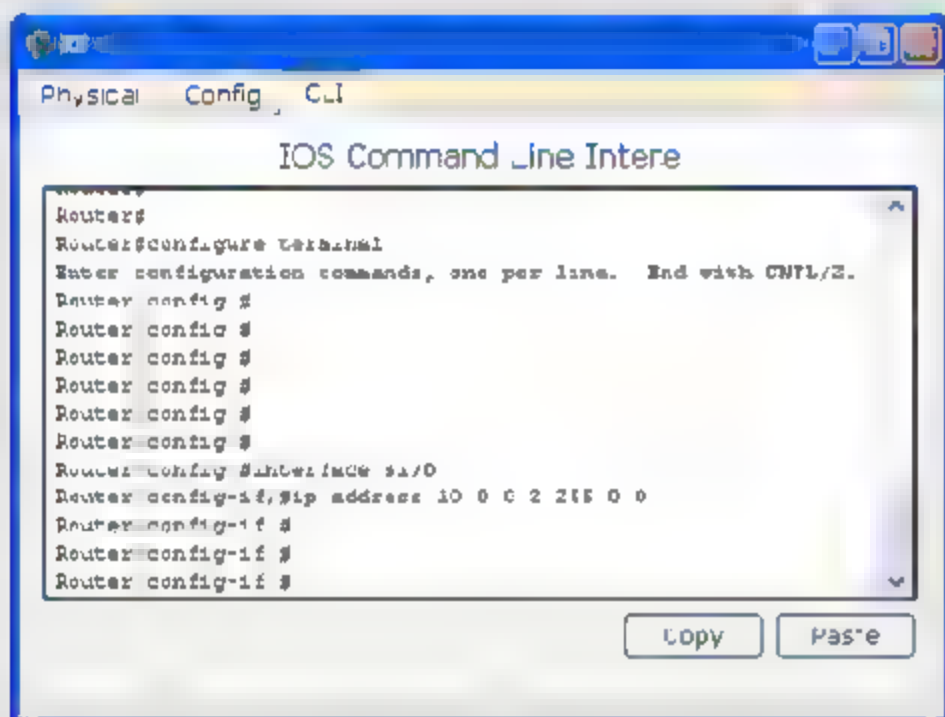 Physical Config CLI
IOS Command Line Inte
Router#
Router#configure terminal
Enter configuration commands, one per line. End with CNTL/Z.
Router config #
Router config #
Router config #
Router config #
Router config #
Router config #
Router config #interface s1/0
Router config-if #ip address 10 0 0 2 255 0 0
Router config-if #
Router config-if #
Router config-if #
Copy Paste